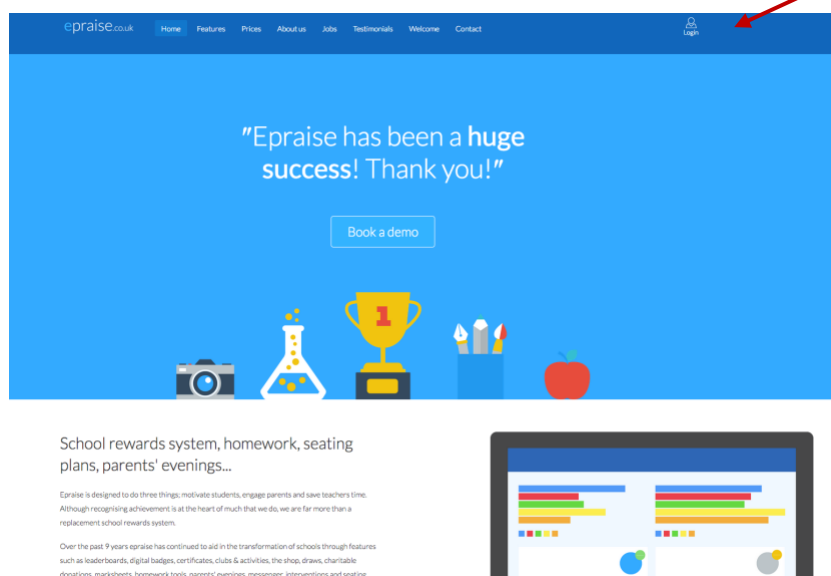 epraise.co.uk Home Features Prices About us Jobs Testimonials Welcome Contact Login
"Epraise has been a huge
success! Thank you!"
Book a demo
1
School rewards system, homework, seating
plans, parents' evenings...
Epraise is designed to do three things; motivate students, engage parents and save teachers time.
Although recognising achievement is at the heart of much that we do, we are far more than a
replacement school rewards system.
Over the past 9 years epraise has continued to aid in the transformation of schools through features
such as leaderboards, digital badges, certificates, clubs & activities, the shop, draws, charitable
donations, marksheets, homework tools, parents' evenings, messenger, interventions and seating